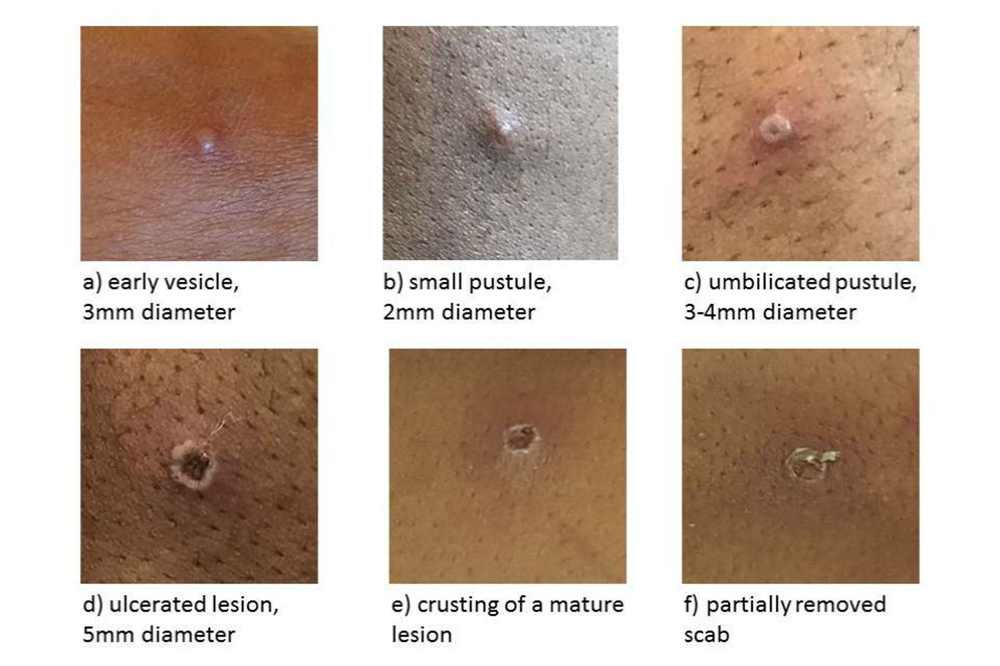 a) early vesicle,
3mm diameter
b) small pustule,
2mm diameter
c) umbilicated pustule,
3-4mm diameter
d) ulcerated lesion,
5mm diameter
e) crusting of a mature
lesion
f) partially removed
scab